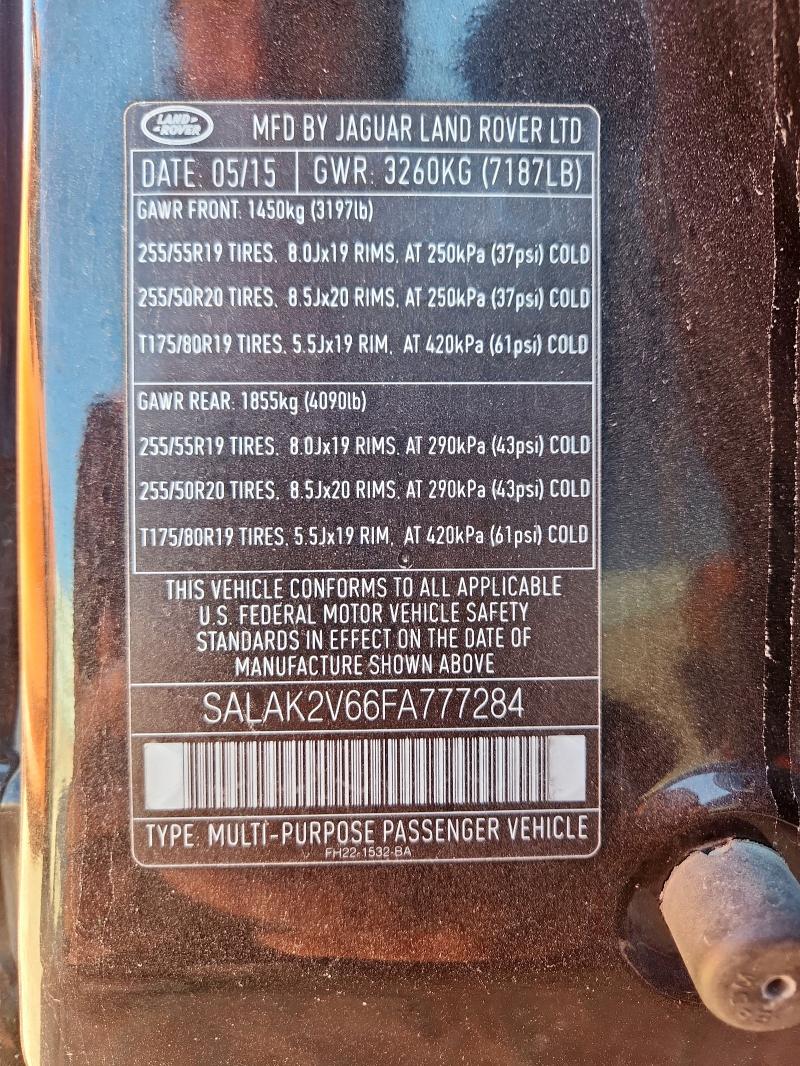 LAND ROVER
MFD BY JAGUAR LAND ROVER LTD
DATE: 05/15 GWR: 3260KG (7187LB)
GAWR FRONT: 1450kg (3197lb)
255/55R19 TIRES, 8.0Jx19 RIMS, AT 250kPa (37psi) COLD
255/50R20 TIRES, 8.5Jx20 RIMS, AT 250kPa (37psi) COLD
T175/80R19 TIRES, 5.5Jx19 RIM, AT 420kPa (61psi) COLD
GAWR REAR: 1855kg (4090lb)
255/55R19 TIRES, 8.0Jx19 RIMS, AT 290kPa (43psi) COLD
255/50R20 TIRES, 8.5Jx20 RIMS, AT 290kPa (43psi) COLD
T175/80R19 TIRES, 5.5Jx19 RIM, AT 420kPa (61psi) COLD
THIS VEHICLE CONFORMS TO ALL APPLICABLE
U.S. FEDERAL MOTOR VEHICLE SAFETY
STANDARDS IN EFFECT ON THE DATE OF
MANUFACTURE SHOWN ABOVE
SALAK2V66FA777284
TYPE: MULTI-PURPOSE PASSENGER VEHICLE
FH22-1532-BA